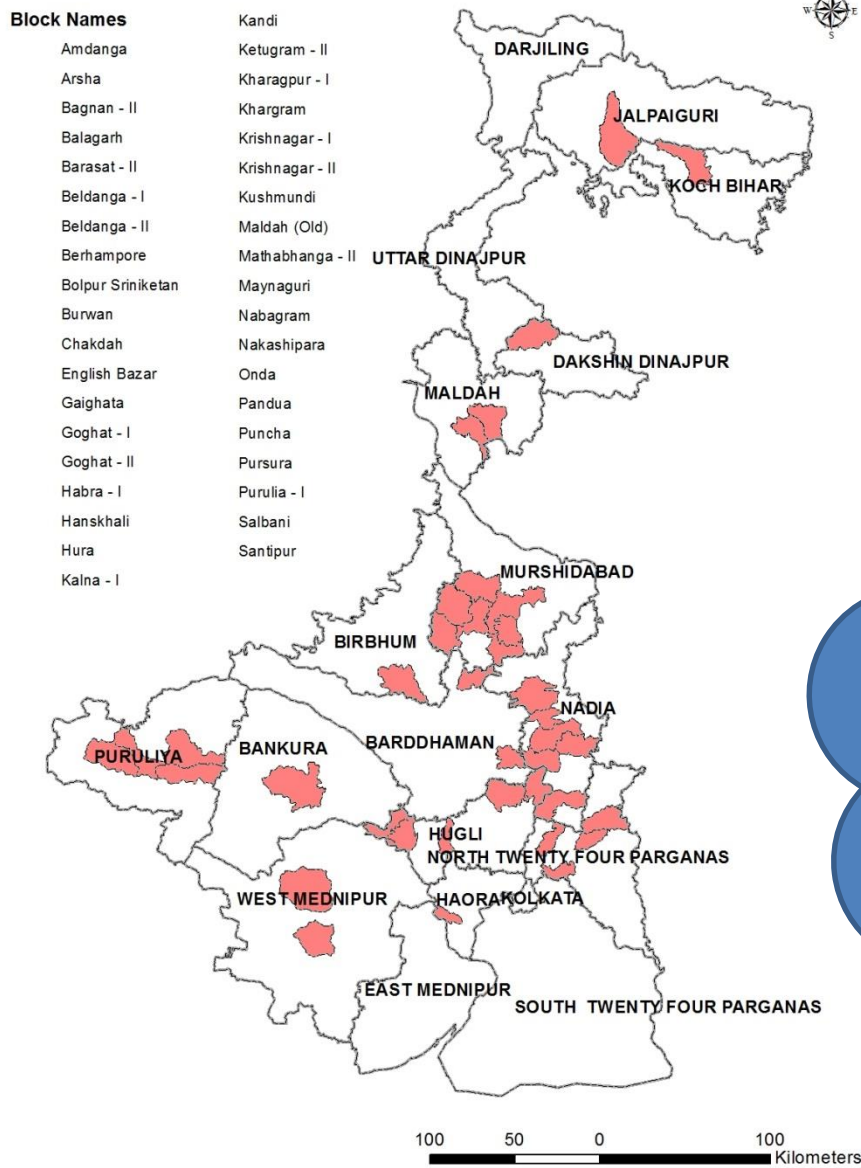 Block Names
Amdanga
Arsha
Bagnan - II
Balagarh
Barasat - II
Beldanga - I
Beldanga - II
Berhampore
Bolpur Sriniketan
Burwan
Chakdah
English Bazar
Gaighata
Goghat - I
Goghat - II
Habra - I
Hanskhali
Hura
Kalna - I
Kandi
Ketugram - II
Kharagpur - I
Khargram
Krishnagar - I
Krishnagar - II
Kushmundi
Maldah (Old)
Mathabhanga - II
Maynaguri
Nabagram
Nakashipara
Onda
Pandua
Puncha
Pursura
Purulia - I
Salbani
Santipur
W E
S
DARJILING
JALPAIGURI
KOCH BIHAR
UTTAR DINAJPUR
DAKSHIN DINAJPUR
MALDAH
MURSHIDABAD
BIRBHUM
NADIA
PURULIYA
BANKURA
BARDDHAMAN
HUGLI
NORTH TWENTY FOUR PARGANAS
WEST MEDNIPUR
HAORA
KOLKATA
EAST MEDNIPUR
SOUTH TWENTY FOUR PARGANAS
100 50 0 100
Kilometers